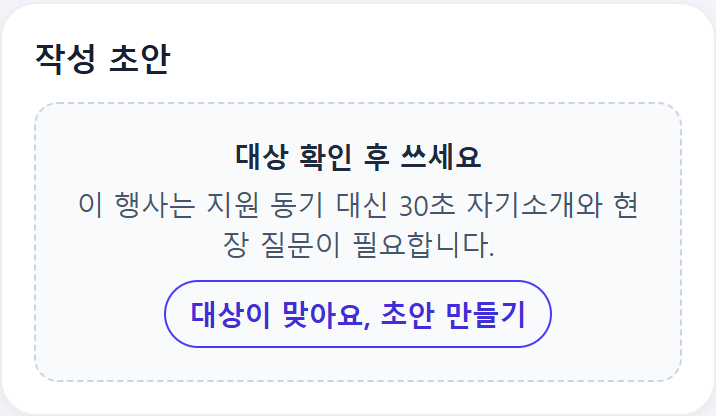 작성 초안
대상 확인 후 쓰세요
이 행사는 지원 동기 대신 30초 자기소개와 현
장 질문이 필요합니다.
대상이 맞아요, 초안 만들기